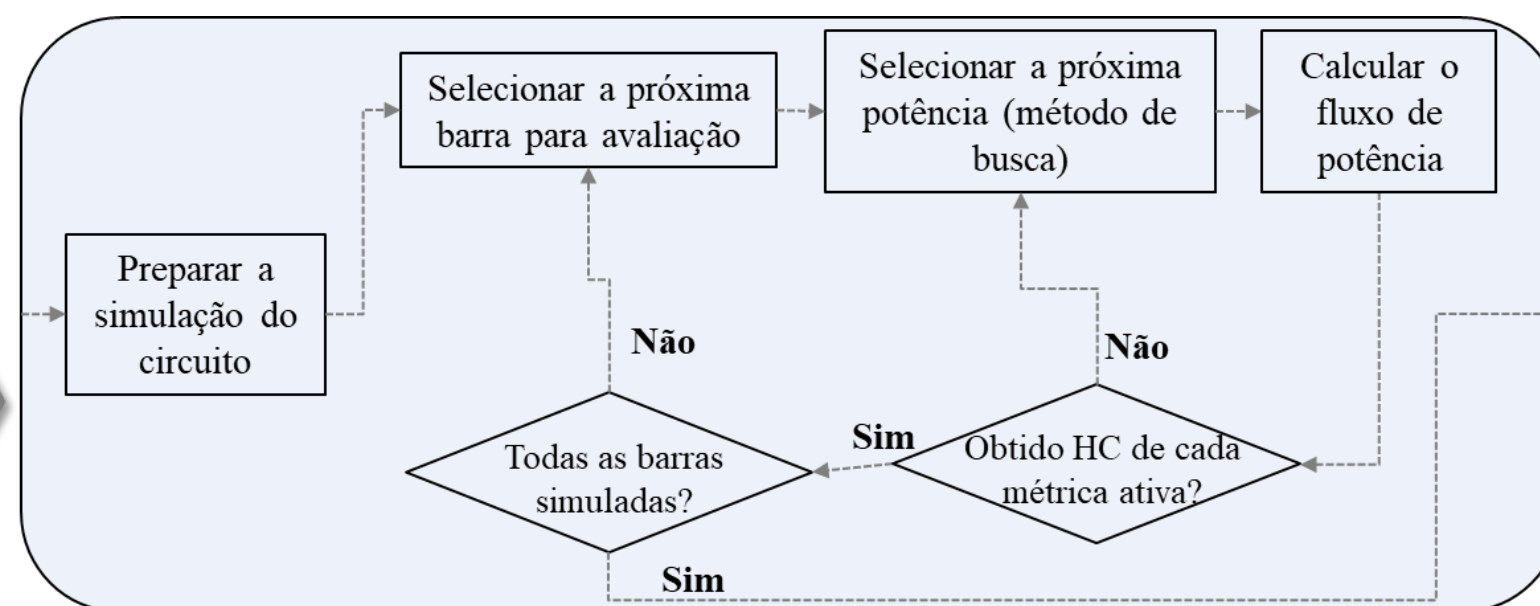 Preparar a
simulação do
circuito
Selecionar a próxima
barra para avaliação
Selecionar a próxima
potência (método de
busca)
Calcular o
fluxo de
potência
Não
Não
Sim
Obtido HC de cada
métrica ativa?
Todas as barras
simuladas?
Sim